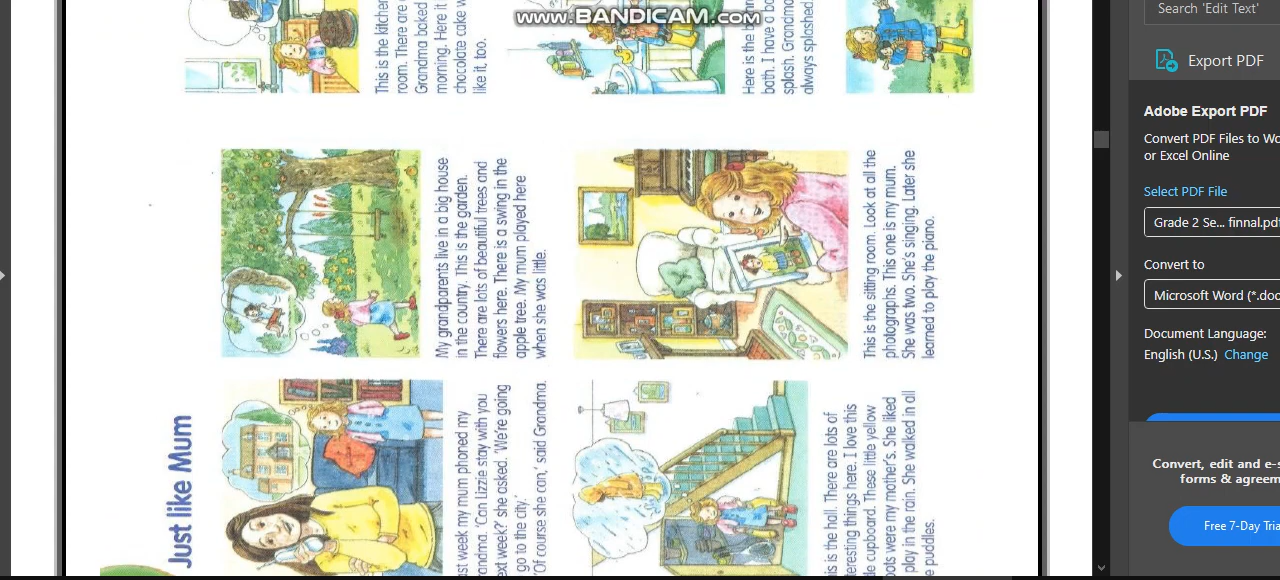 www.BANDICAM.com
Just like Mum
ast week my mum phoned my
randma. 'Can Lizzie stay with you
ext week?' she asked. 'We're going
go to the city.'
'Of course she can,' said Grandma.
My grandparents live in a big house
in the country. This is the garden.
There are lots of beautiful trees and
flowers here. There is a swing in the
apple tree. My mum played here
when she was little.
This is the kitchen
room. There are
Grandma baked
morning. Here it
chocolate cake w
like it, too.
is is the hall. There are lots of
teresting things here. I love this
le cupboard. These little yellow
ots were my mother's. She liked
play in the rain. She walked in all
e puddles.
This is the sitting room. Look at all the
photographs. This one is my mum.
She was two. She's singing. Later she
learned to play the piano.
Here is the b
bath. I have a b
splash. Grandm
always splashed
Search 'Edit Text'
Export PDF
Adobe Export PDF
Convert PDF Files to Wo
or Excel Online
Select PDF File
Grade 2 Se... finnal.pdf
Convert to
Microsoft Word (*.doc
Document Language:
English (U.S.) Change
Convert, edit and e-s
forms & agreem
Free 7-Day Tria